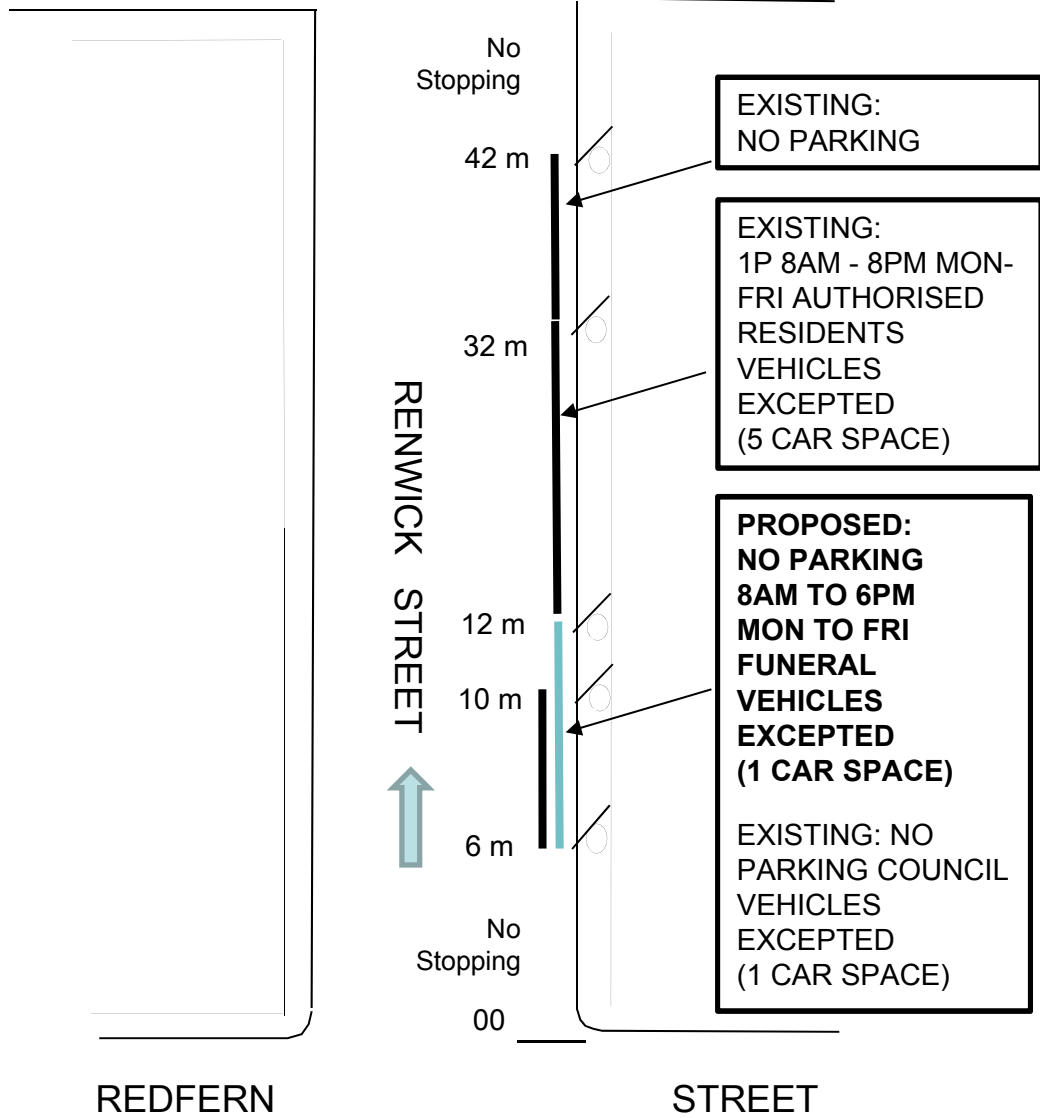 No
Stopping
42 m
32 m
RENWICK STREET
12 m
10 m
6 m
No
Stopping
00
EXISTING:
NO PARKING
EXISTING:
1P 8AM - 8PM MON-
FRI AUTHORISED
RESIDENTS
VEHICLES
EXCEPTED
(5 CAR SPACE)
PROPOSED:
NO PARKING
8AM TO 6PM
MON TO FRI
FUNERAL
VEHICLES
EXCEPTED
(1 CAR SPACE)
EXISTING: NO
PARKING COUNCIL
VEHICLES
EXCEPTED
(1 CAR SPACE)
REDFERN STREET